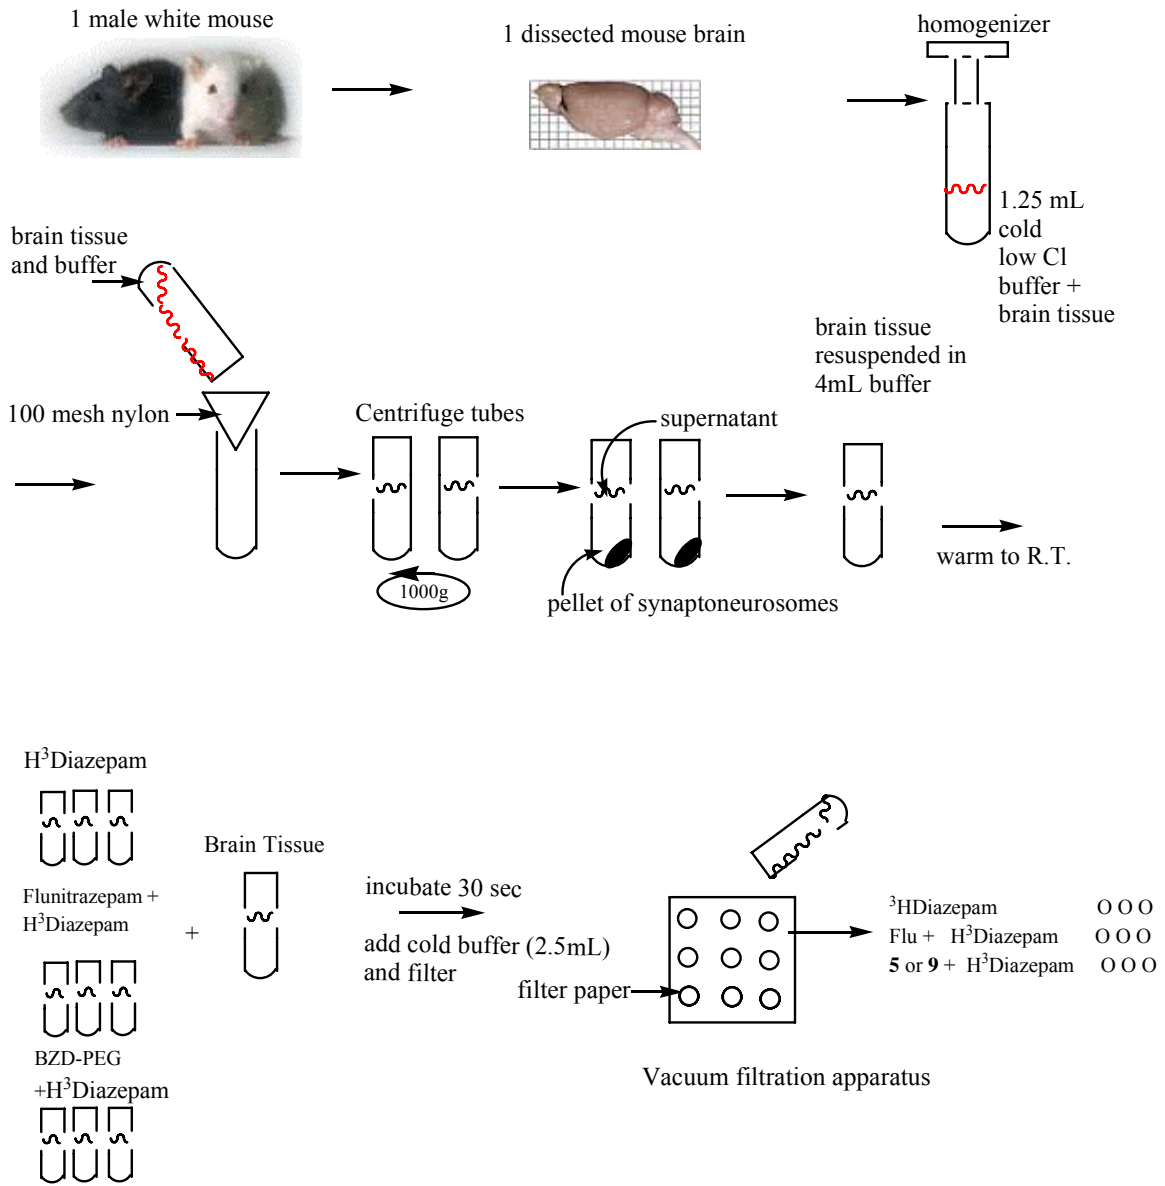 1 male white mouse
1 dissected mouse brain
homogenizer
1.25 mL
cold
low Cl
buffer +
brain tissue
brain tissue
and buffer
100 mesh nylon
Centrifuge tubes
1000g
supernatant
pellet of synaptoneurosomes
brain tissue
resuspended in
4mL buffer
warm to R.T.
H³Diazepam
Flunitrazepam +
H³Diazepam
BZD-PEG
+H³Diazepam
+
Brain Tissue
incubate 30 sec
add cold buffer (2.5mL)
and filter
filter paper
Vacuum filtration apparatus
³HDiazepam O O O
Flu + H³Diazepam O O O
5 or 9 + H³Diazepam O O O